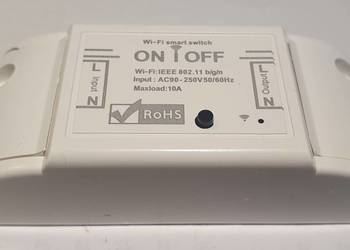 Wi-Fi smart switch
ON OFF
Wi-Fi:IEEE 802.11 b/g/n
Input : AC90 - 250V 50/60Hz
Maxload:10A
RoHS
L
Input
N
L
Output
N